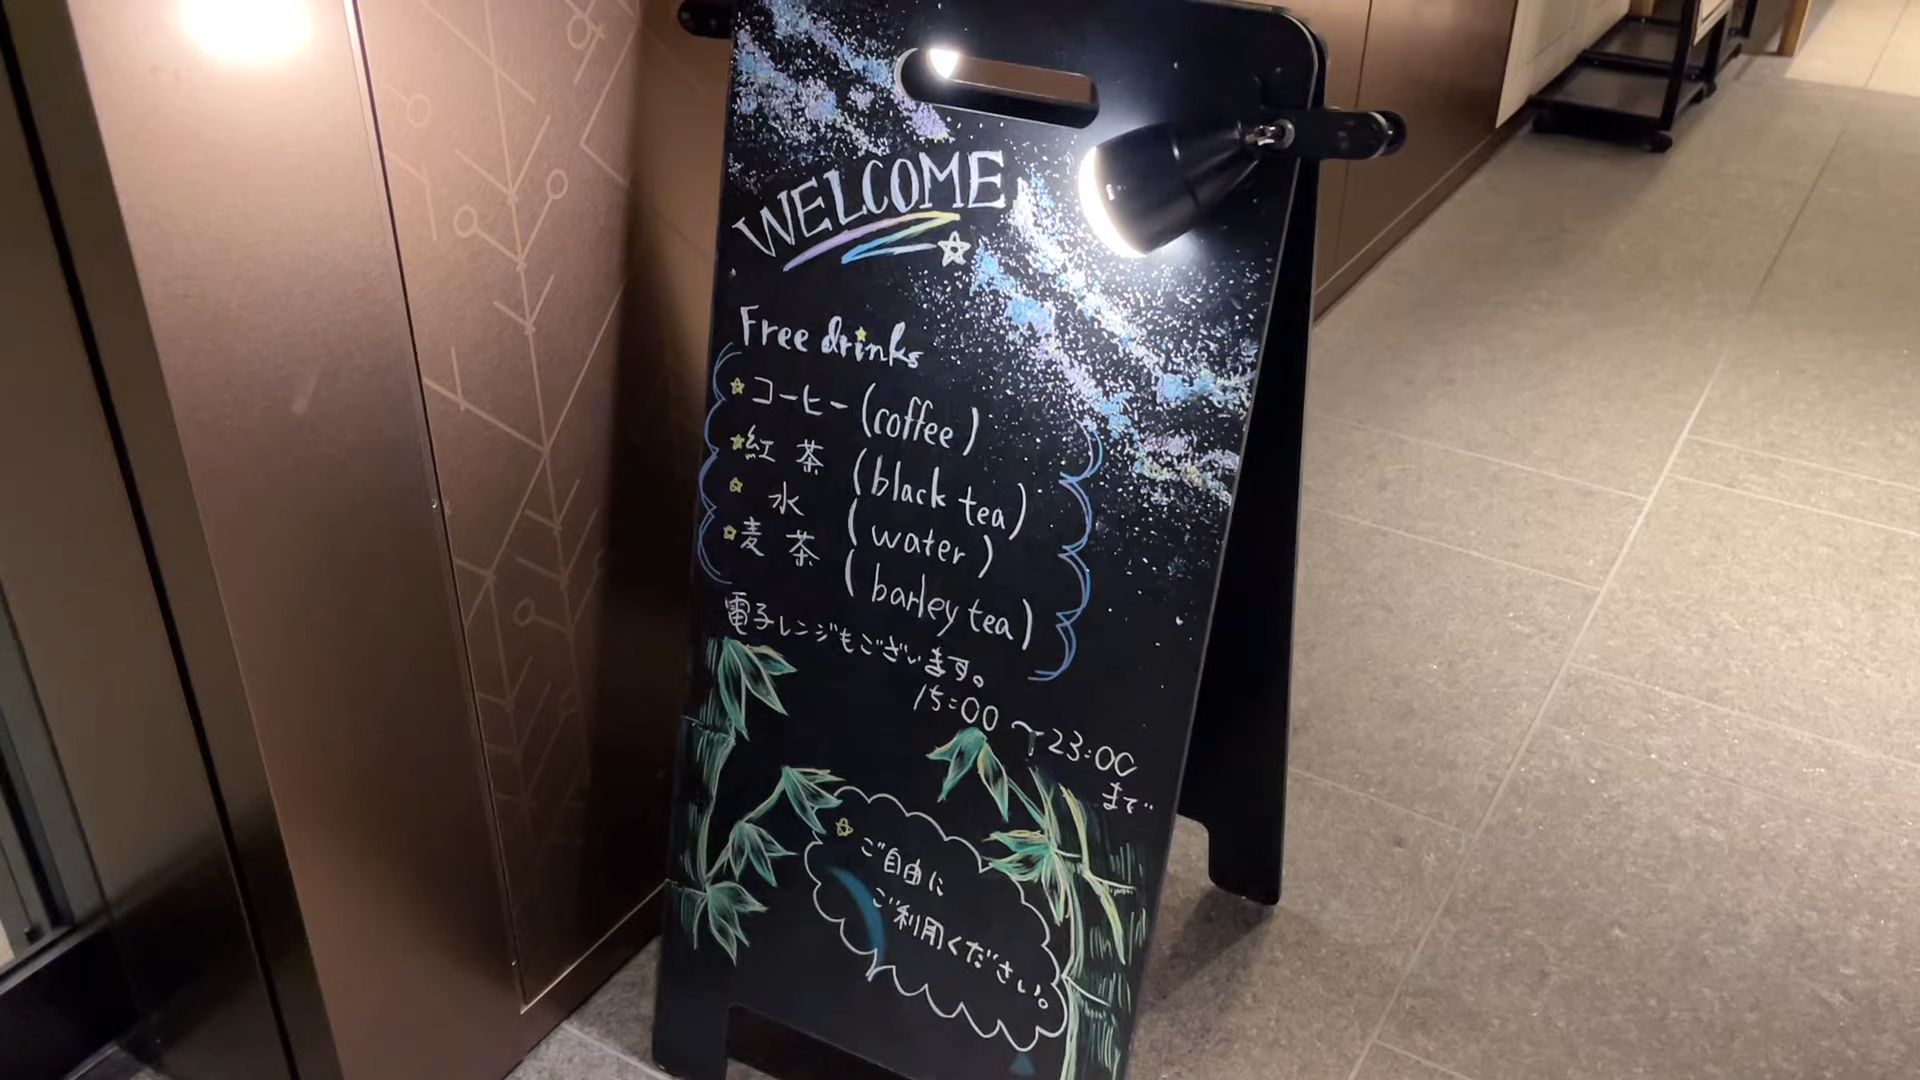 WELCOME
Free drinks
コーヒー (coffee)
紅茶 (black tea)
水 (water)
麦茶 (barley tea)
電子レンジもございます。
15:00～23:00
まで
ご自由に
ご利用ください。